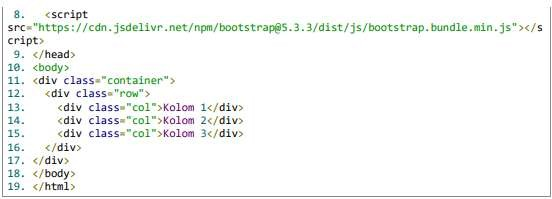 8.   <script
src="https://cdn.jsdelivr.net/npm/bootstrap@5.3.3/dist/js/bootstrap.bundle.min.js"></s
cript>
9. </head>
10. <body>
11. <div class="container">
12.   <div class="row">
13.     <div class="col">Kolom 1</div>
14.     <div class="col">Kolom 2</div>
15.     <div class="col">Kolom 3</div>
16.   </div>
17. </div>
18. </body>
19. </html>